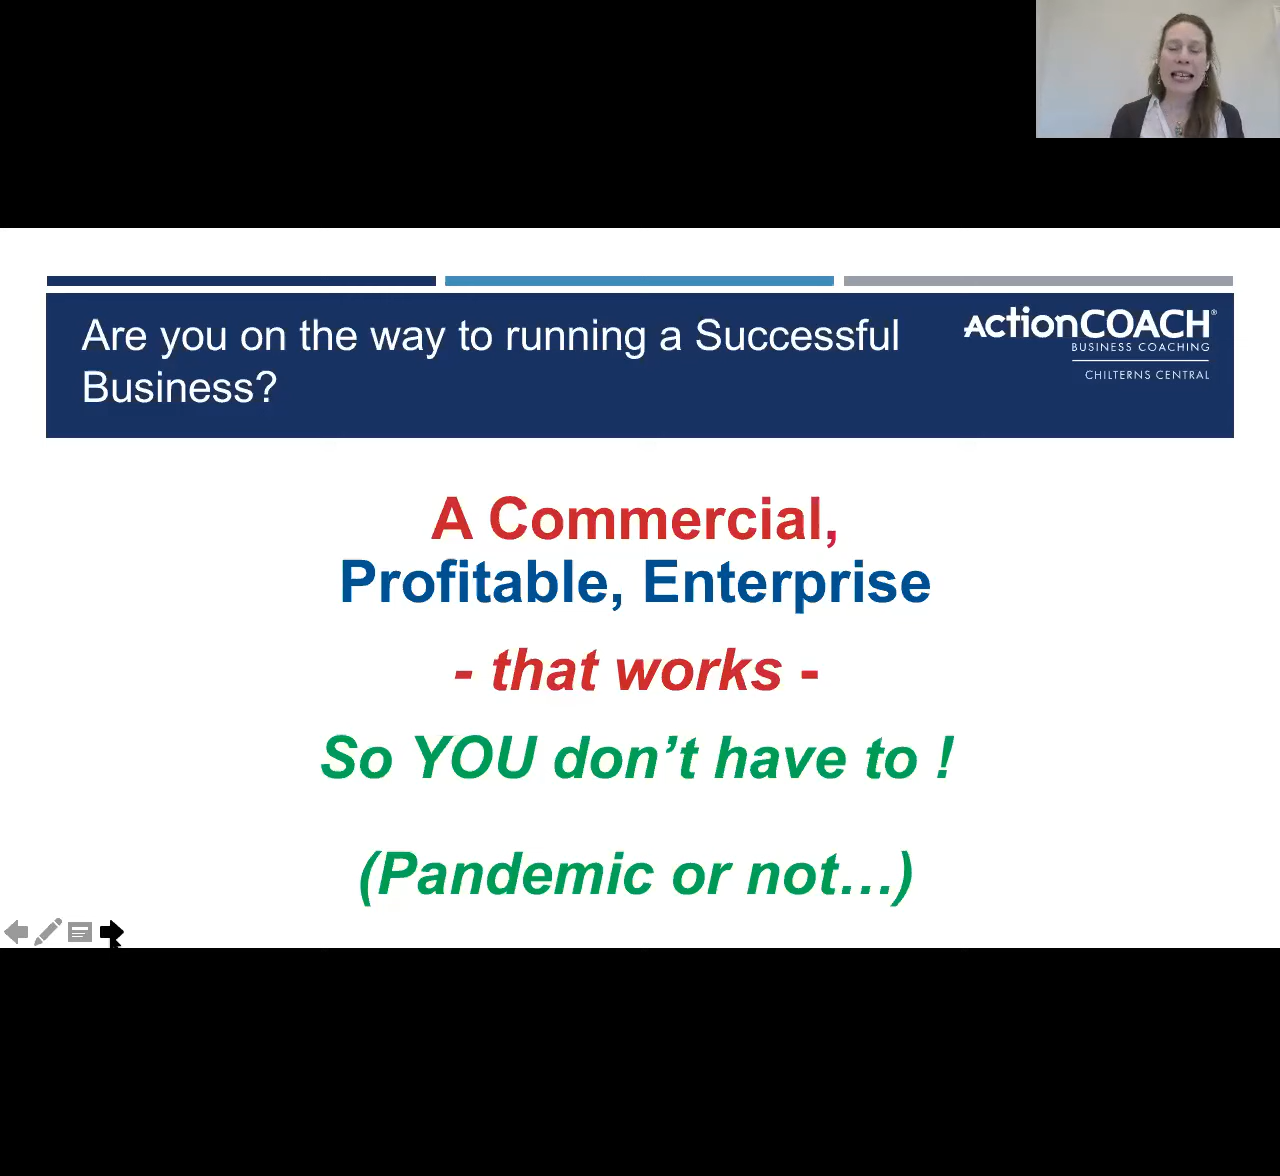 Are you on the way to running a Successful
Business?
ActionCOACH®
BUSINESS COACHING
CHILTERNS CENTRAL
A Commercial,
Profitable, Enterprise
- that works -
So YOU don’t have to !
(Pandemic or not…)